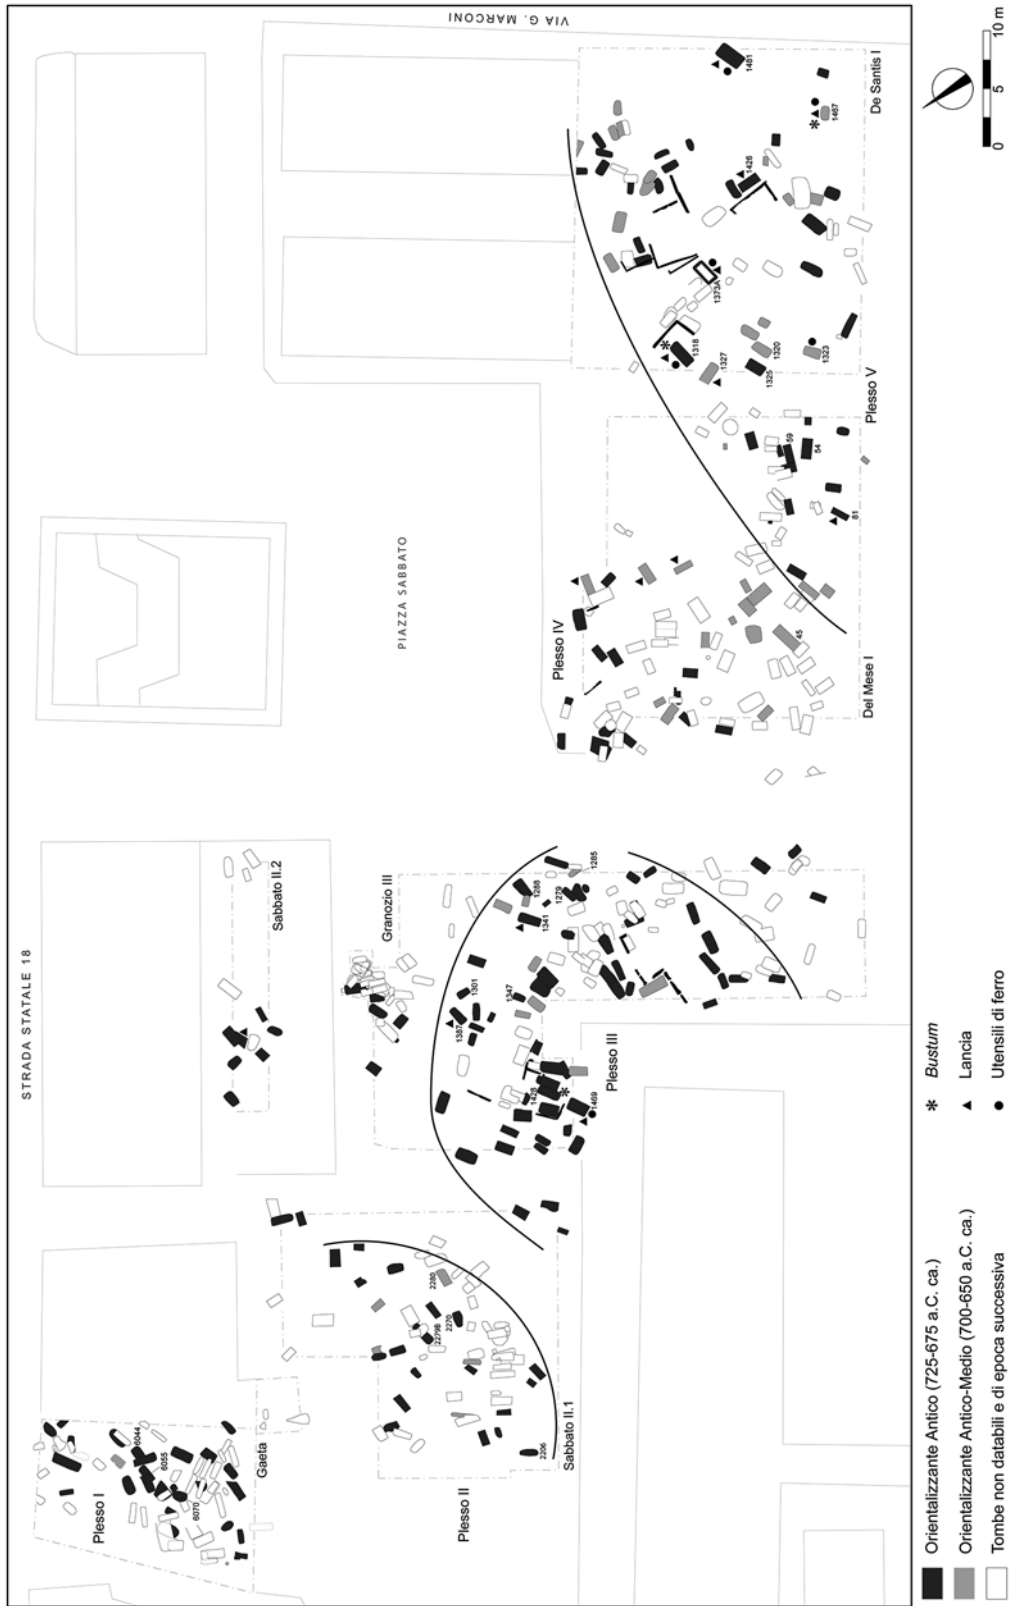 VIA G. MARCONI
STRADA STATALE 18
PIAZZA SABBATO
De Santis I
1481
1467
1426
1373A
1318
1327
1320
1325
1323
Plesso V
59
54
81
Plesso IV
45
Del Mese I
Sabbato II.2
Granozio III
1285
1288
1279
1341
1301
1347
1387
1428
1469
Plesso III
2280
2270
2279B
2206
Sabbato II.1
Plesso II
Gaeta
6044
6055
6070
Plesso I
0 5 10 m
Orientalizzante Antico (725-675 a.C. ca.)
Orientalizzante Antico-Medio (700-650 a.C. ca.)
Tombe non databili e di epoca successiva
* Bustum
▲ Lancia
● Utensili di ferro